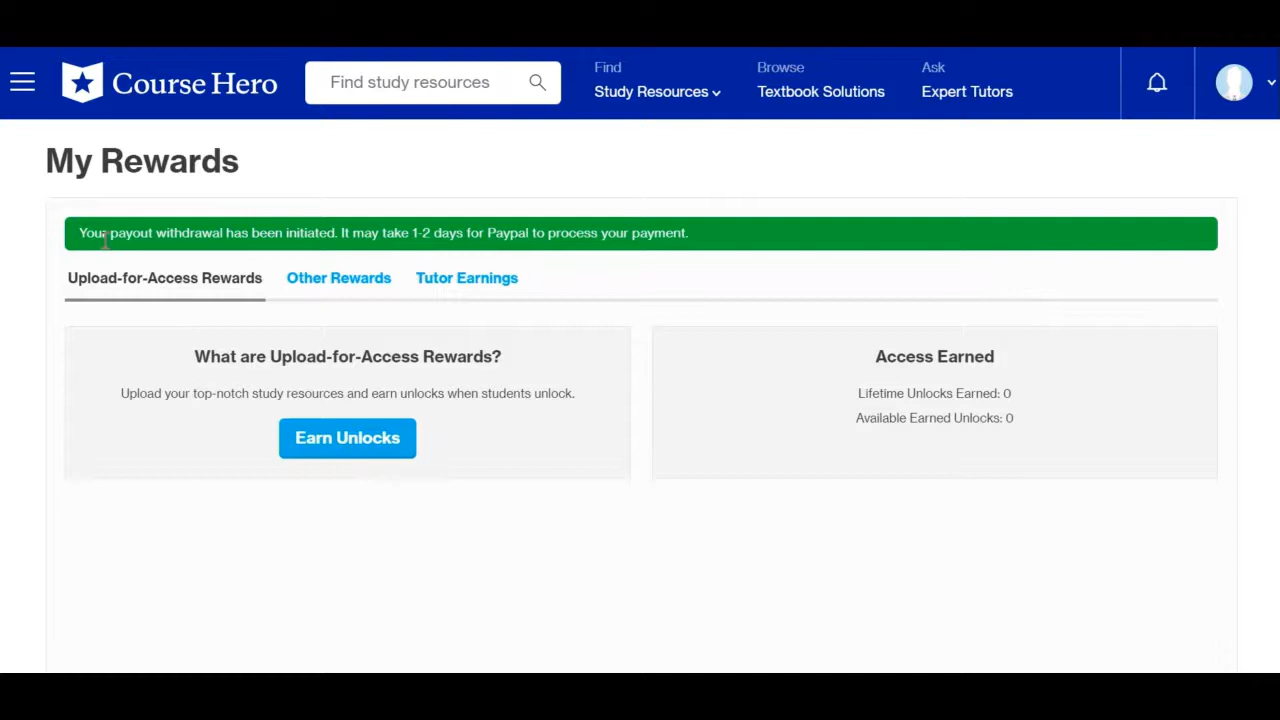 Course Hero
Find study resources
Find
Study Resources
Browse
Textbook Solutions
Ask
Expert Tutors
My Rewards
Your payout withdrawal has been initiated. It may take 1-2 days for Paypal to process your payment.
Upload-for-Access Rewards
Other Rewards
Tutor Earnings
What are Upload-for-Access Rewards?
Upload your top-notch study resources and earn unlocks when students unlock.
Earn Unlocks
Access Earned
Lifetime Unlocks Earned: 0
Available Earned Unlocks: 0